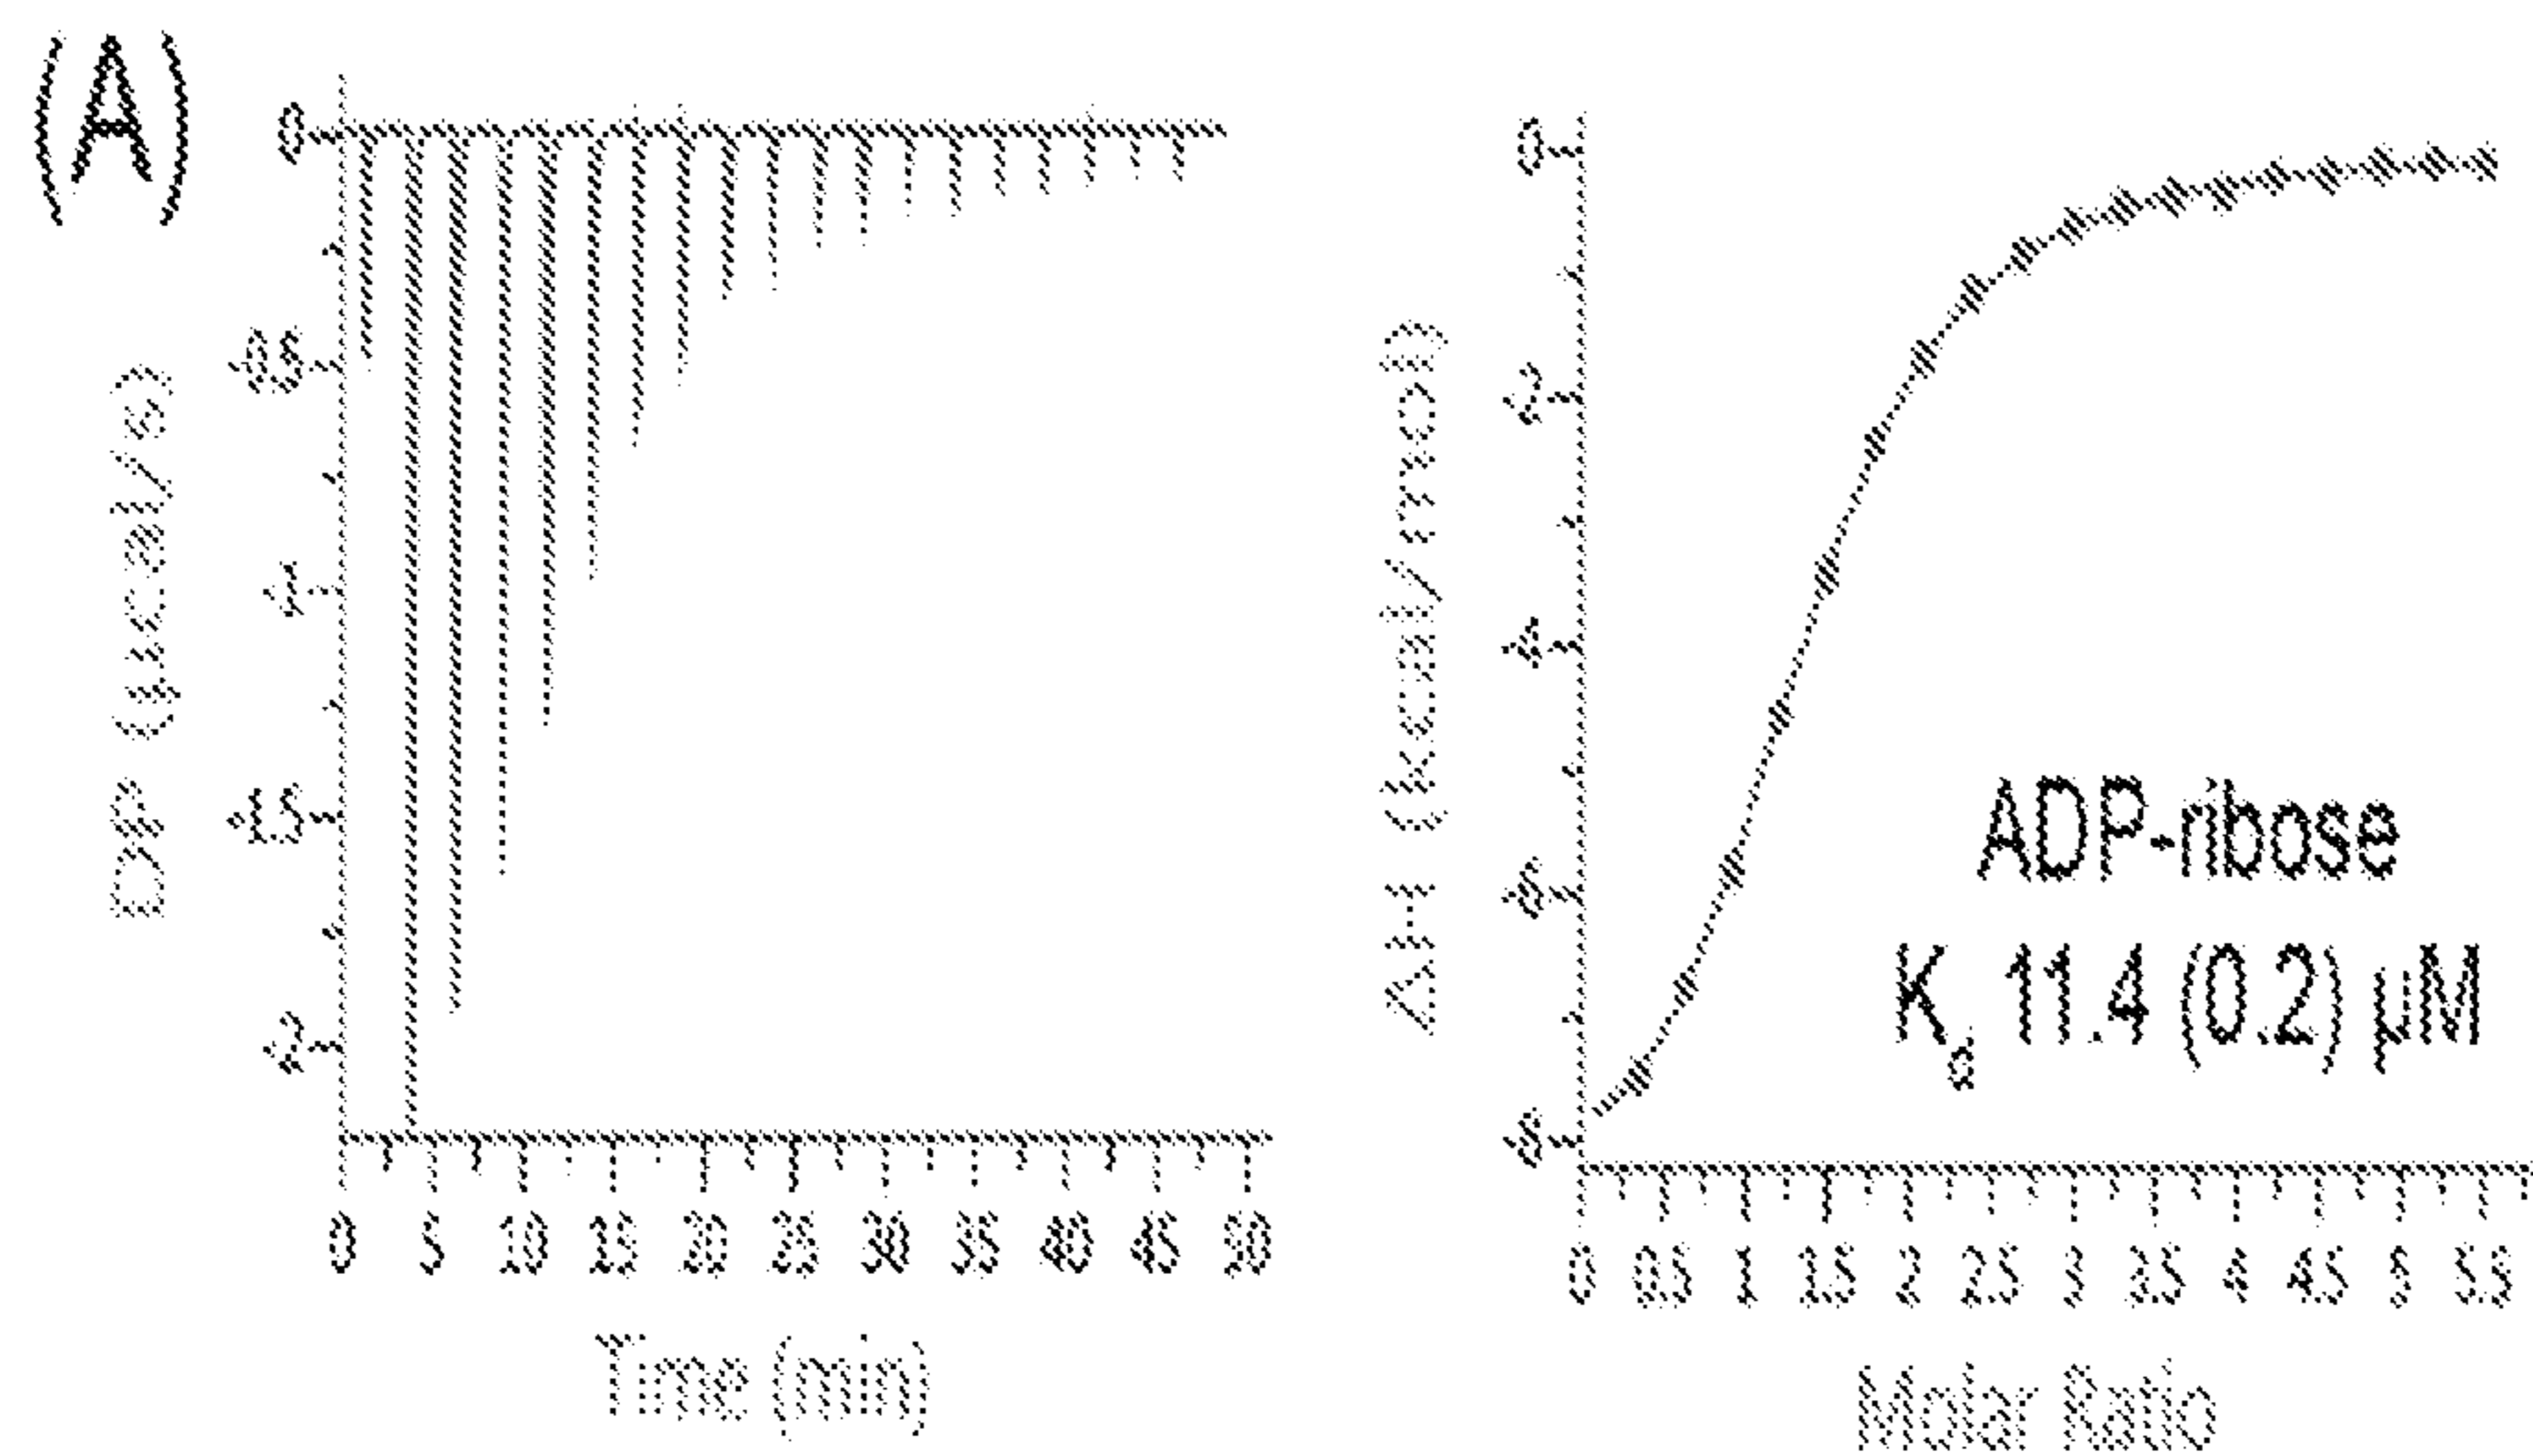 (A)
DP (μcal/s)
0
-0.5
-1
-1.5
-2
0 5 10 15 20 25 30 35 40 45 50
Time (min)
ΔH (kcal/mol)
0
-2
-4
-6
-8
ADP-ribose
Kd 11.4 (0.2) μM
0 0.5 1 1.5 2 2.5 3 3.5 4 4.5 5 5.5
Molar Ratio